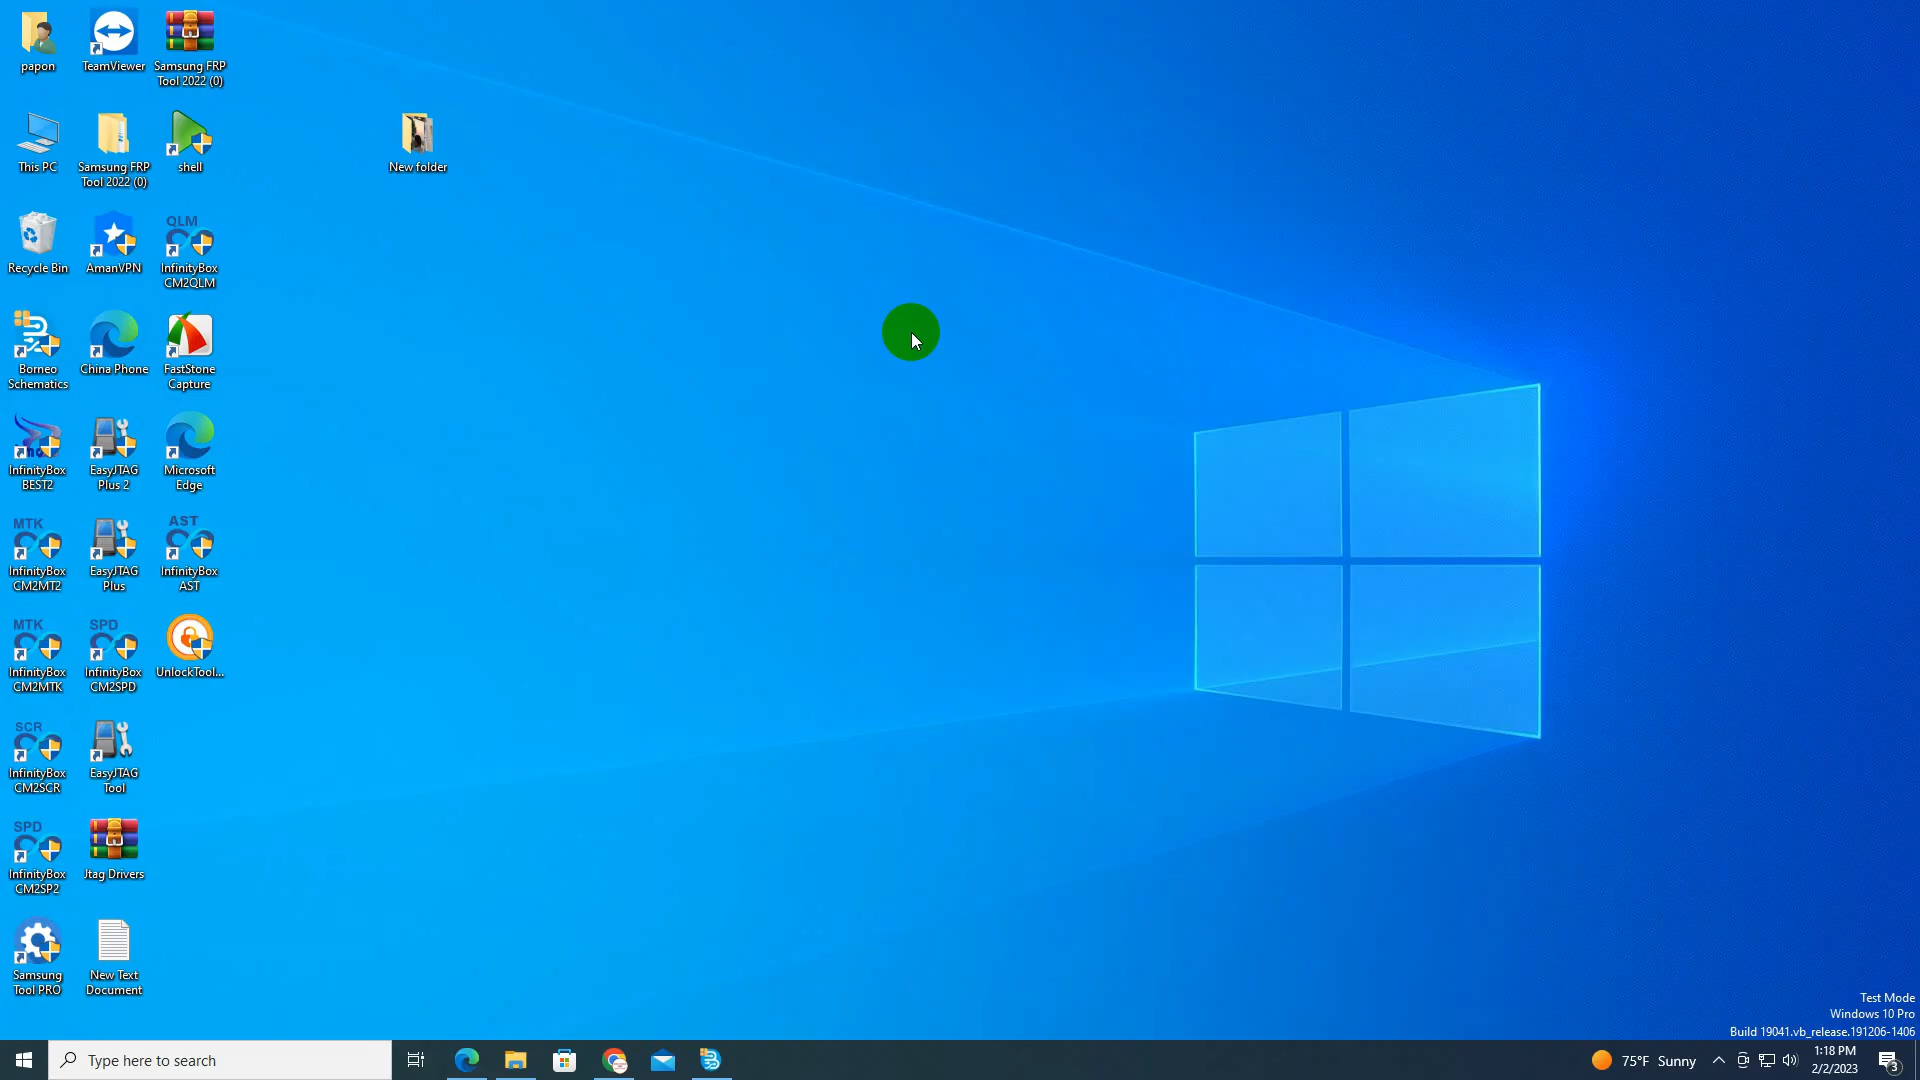 papon
TeamViewer
Samsung FRP
Tool 2022 (0)
This PC
Samsung FRP
Tool 2022 (0)
shell
New folder
Recycle Bin
AmanVPN
QLM
InfinityBox
CM2QLM
Borneo
Schematics
China Phone
FastStone
Capture
InfinityBox
BEST2
EasyJTAG
Plus 2
Microsoft
Edge
MTK
InfinityBox
CM2MT2
EasyJTAG
Plus
AST
InfinityBox
AST
MTK
InfinityBox
CM2MTK
SPD
InfinityBox
CM2SPD
UnlockTool...
SCR
InfinityBox
CM2SCR
EasyJTAG
Tool
SPD
InfinityBox
CM2SP2
Jtag Drivers
Samsung
Tool PRO
New Text
Document
Test Mode
Windows 10 Pro
Build 19041.vb_release.191206-1406
Type here to search
75°F Sunny
1:18 PM
2/2/2023
3